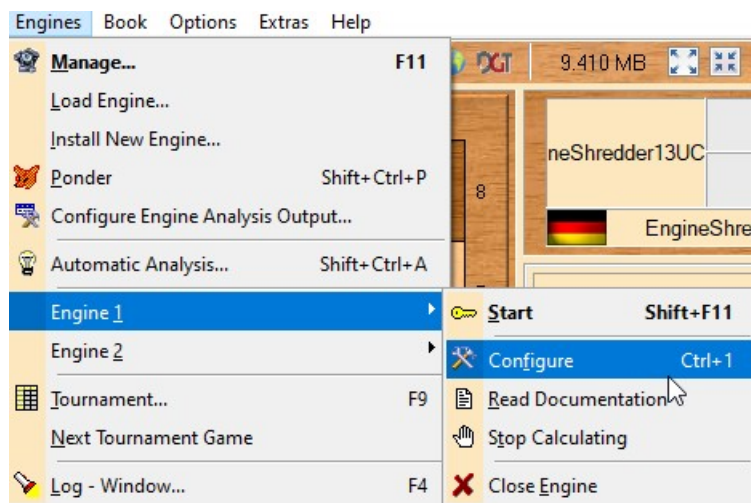 Engines Book Options Extras Help
Manage... F11
DGT 9.410 MB
Load Engine...
Install New Engine...
neShredder13UC
Ponder Shift+Ctrl+P
8
Configure Engine Analysis Output...
EngineShre
Automatic Analysis... Shift+Ctrl+A
Engine 1
Start Shift+F11
Engine 2
Configure Ctrl+1
Tournament... F9
Read Documentation
Next Tournament Game
Stop Calculating
Log - Window... F4
Close Engine